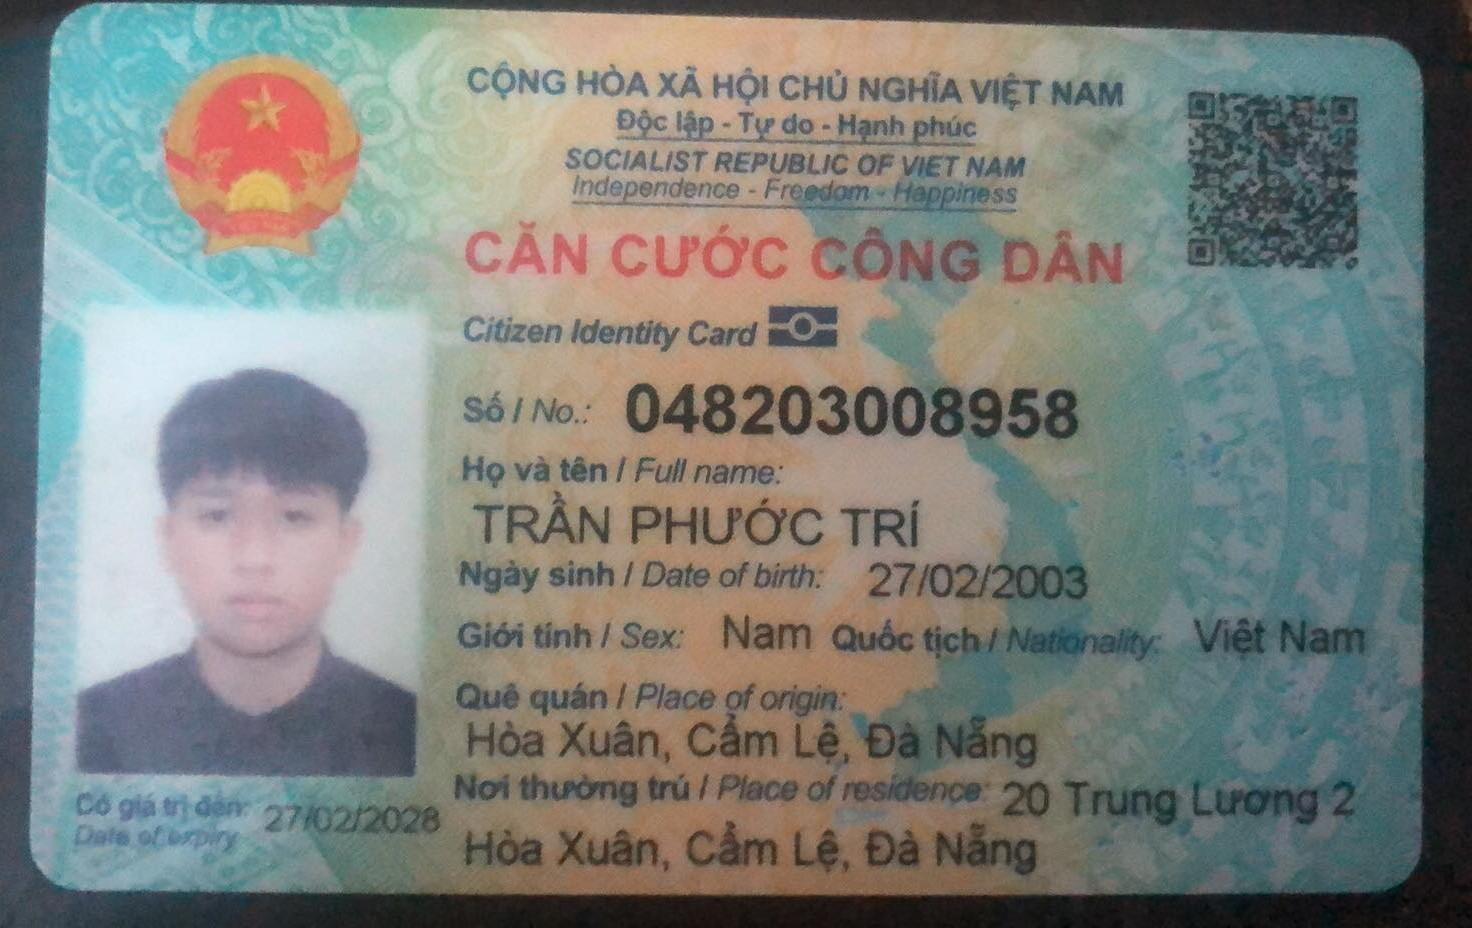 CỘNG HÒA XÃ HỘI CHỦ NGHĨA VIỆT NAM
Độc lập - Tự do - Hạnh phúc
SOCIALIST REPUBLIC OF VIET NAM
Independence - Freedom - Happiness
CĂN CƯỚC CÔNG DÂN
Citizen Identity Card
Số / No.: 048203008958
Họ và tên / Full name:
TRẦN PHƯỚC TRÍ
Ngày sinh / Date of birth: 27/02/2003
Giới tính / Sex: Nam Quốc tịch / Nationality: Việt Nam
Quê quán / Place of origin:
Hòa Xuân, Cẩm Lệ, Đà Nẵng
Nơi thường trú / Place of residence: 20 Trung Lương 2
Hòa Xuân, Cẩm Lệ, Đà Nẵng
Có giá trị đến: 27/02/2028
Date of expiry